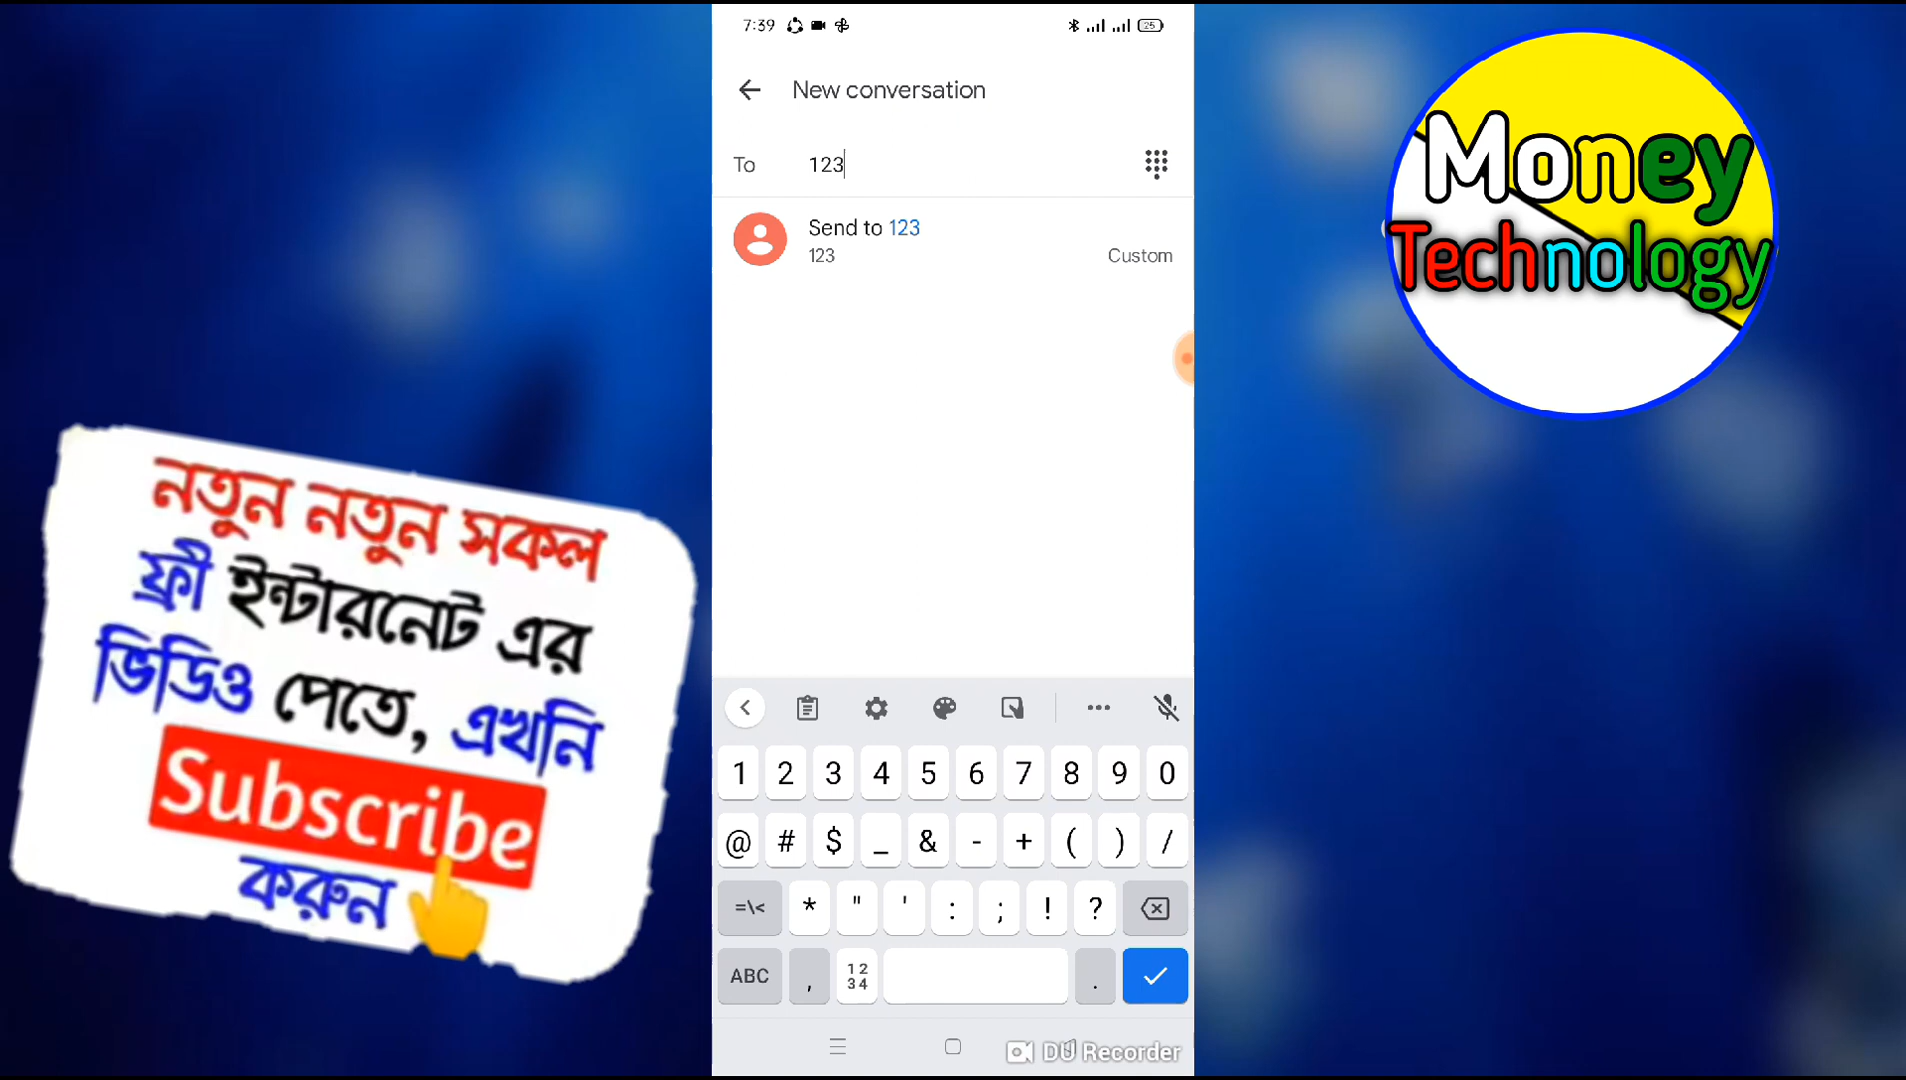 7:39
25
New conversation
To 123
Send to 123
123 Custom
1 2 3 4 5 6 7 8 9 0
@ # $ _ & - + ( ) /
=\< * " ' : ; ! ?
ABC , 12 34 .
DU Recorder
নতুন নতুন সকল
ফ্রী ইন্টারনেট এর
ভিডিও পেতে, এখনি
Subscribe
করুন
Money
Technology